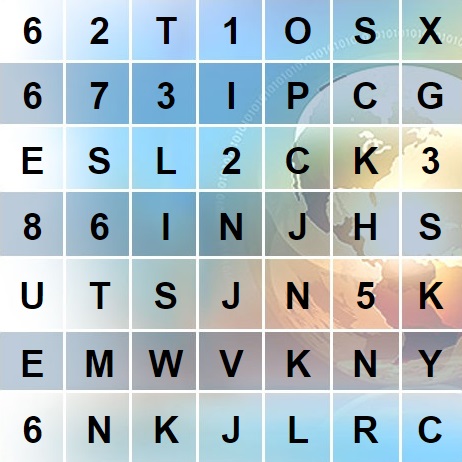 6 2 T 1 O S X
6 7 3 I P C G
E S L 2 C K 3
8 6 I N J H S
U T S J N 5 K
E M W V K N Y
6 N K J L R C